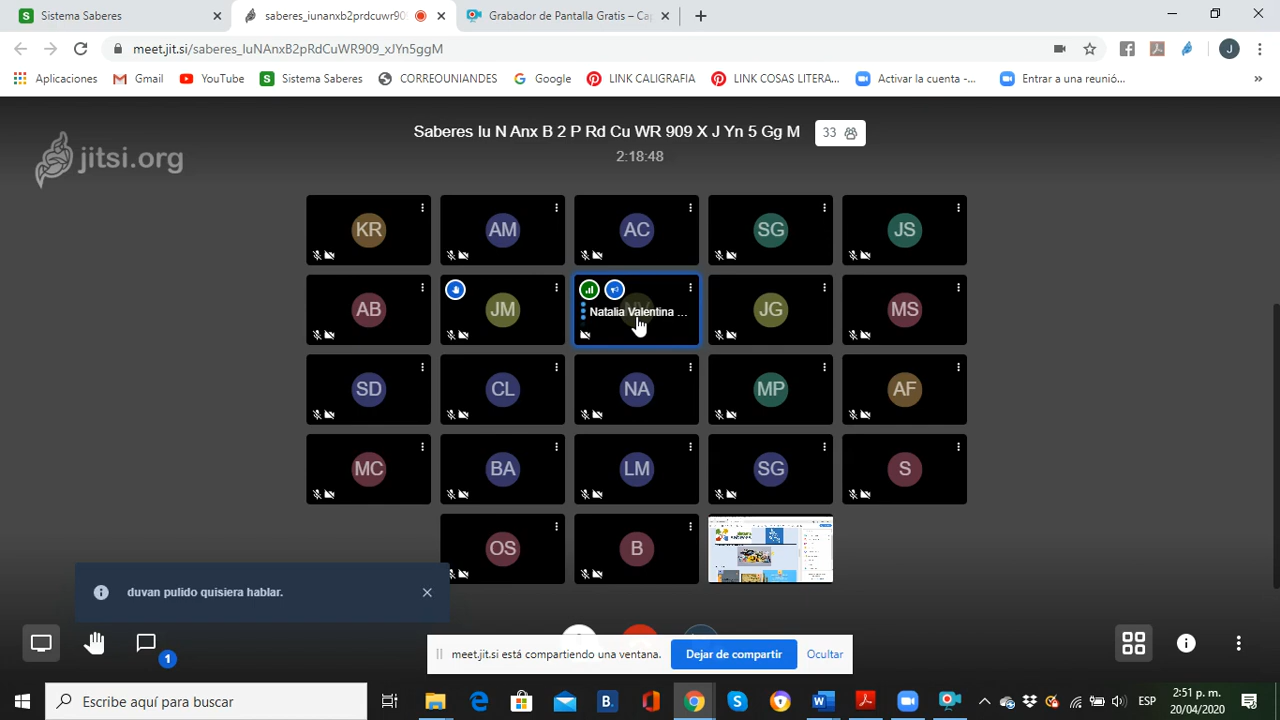 Sistema Saberes
saberes_iunanxb2prdcuwr909
Grabador de Pantalla Gratis – Ca
meet.jit.si/saberes_IuNAnxB2pRdCuWR909_xJYn5ggM
J
Aplicaciones
Gmail
YouTube
Sistema Saberes
CORREOUNIANDES
Google
LINK CALIGRAFIA
LINK COSAS LITERA...
Activar la cuenta -...
Entrar a una reunió...
»
jitsi.org
Saberes Iu N Anx B 2 P Rd Cu WR 909 X J Yn 5 Gg M
33
2:18:48
KR
AM
AC
SG
JS
AB
JM
Natalia Valentina ...
JG
MS
SD
CL
NA
MP
AF
MC
BA
LM
SG
S
OS
B
duvan pulido quisiera hablar.
1
meet.jit.si está compartiendo una ventana.
Dejar de compartir
Ocultar
Escribe aquí para buscar
ESP
2:51 p. m.
20/04/2020